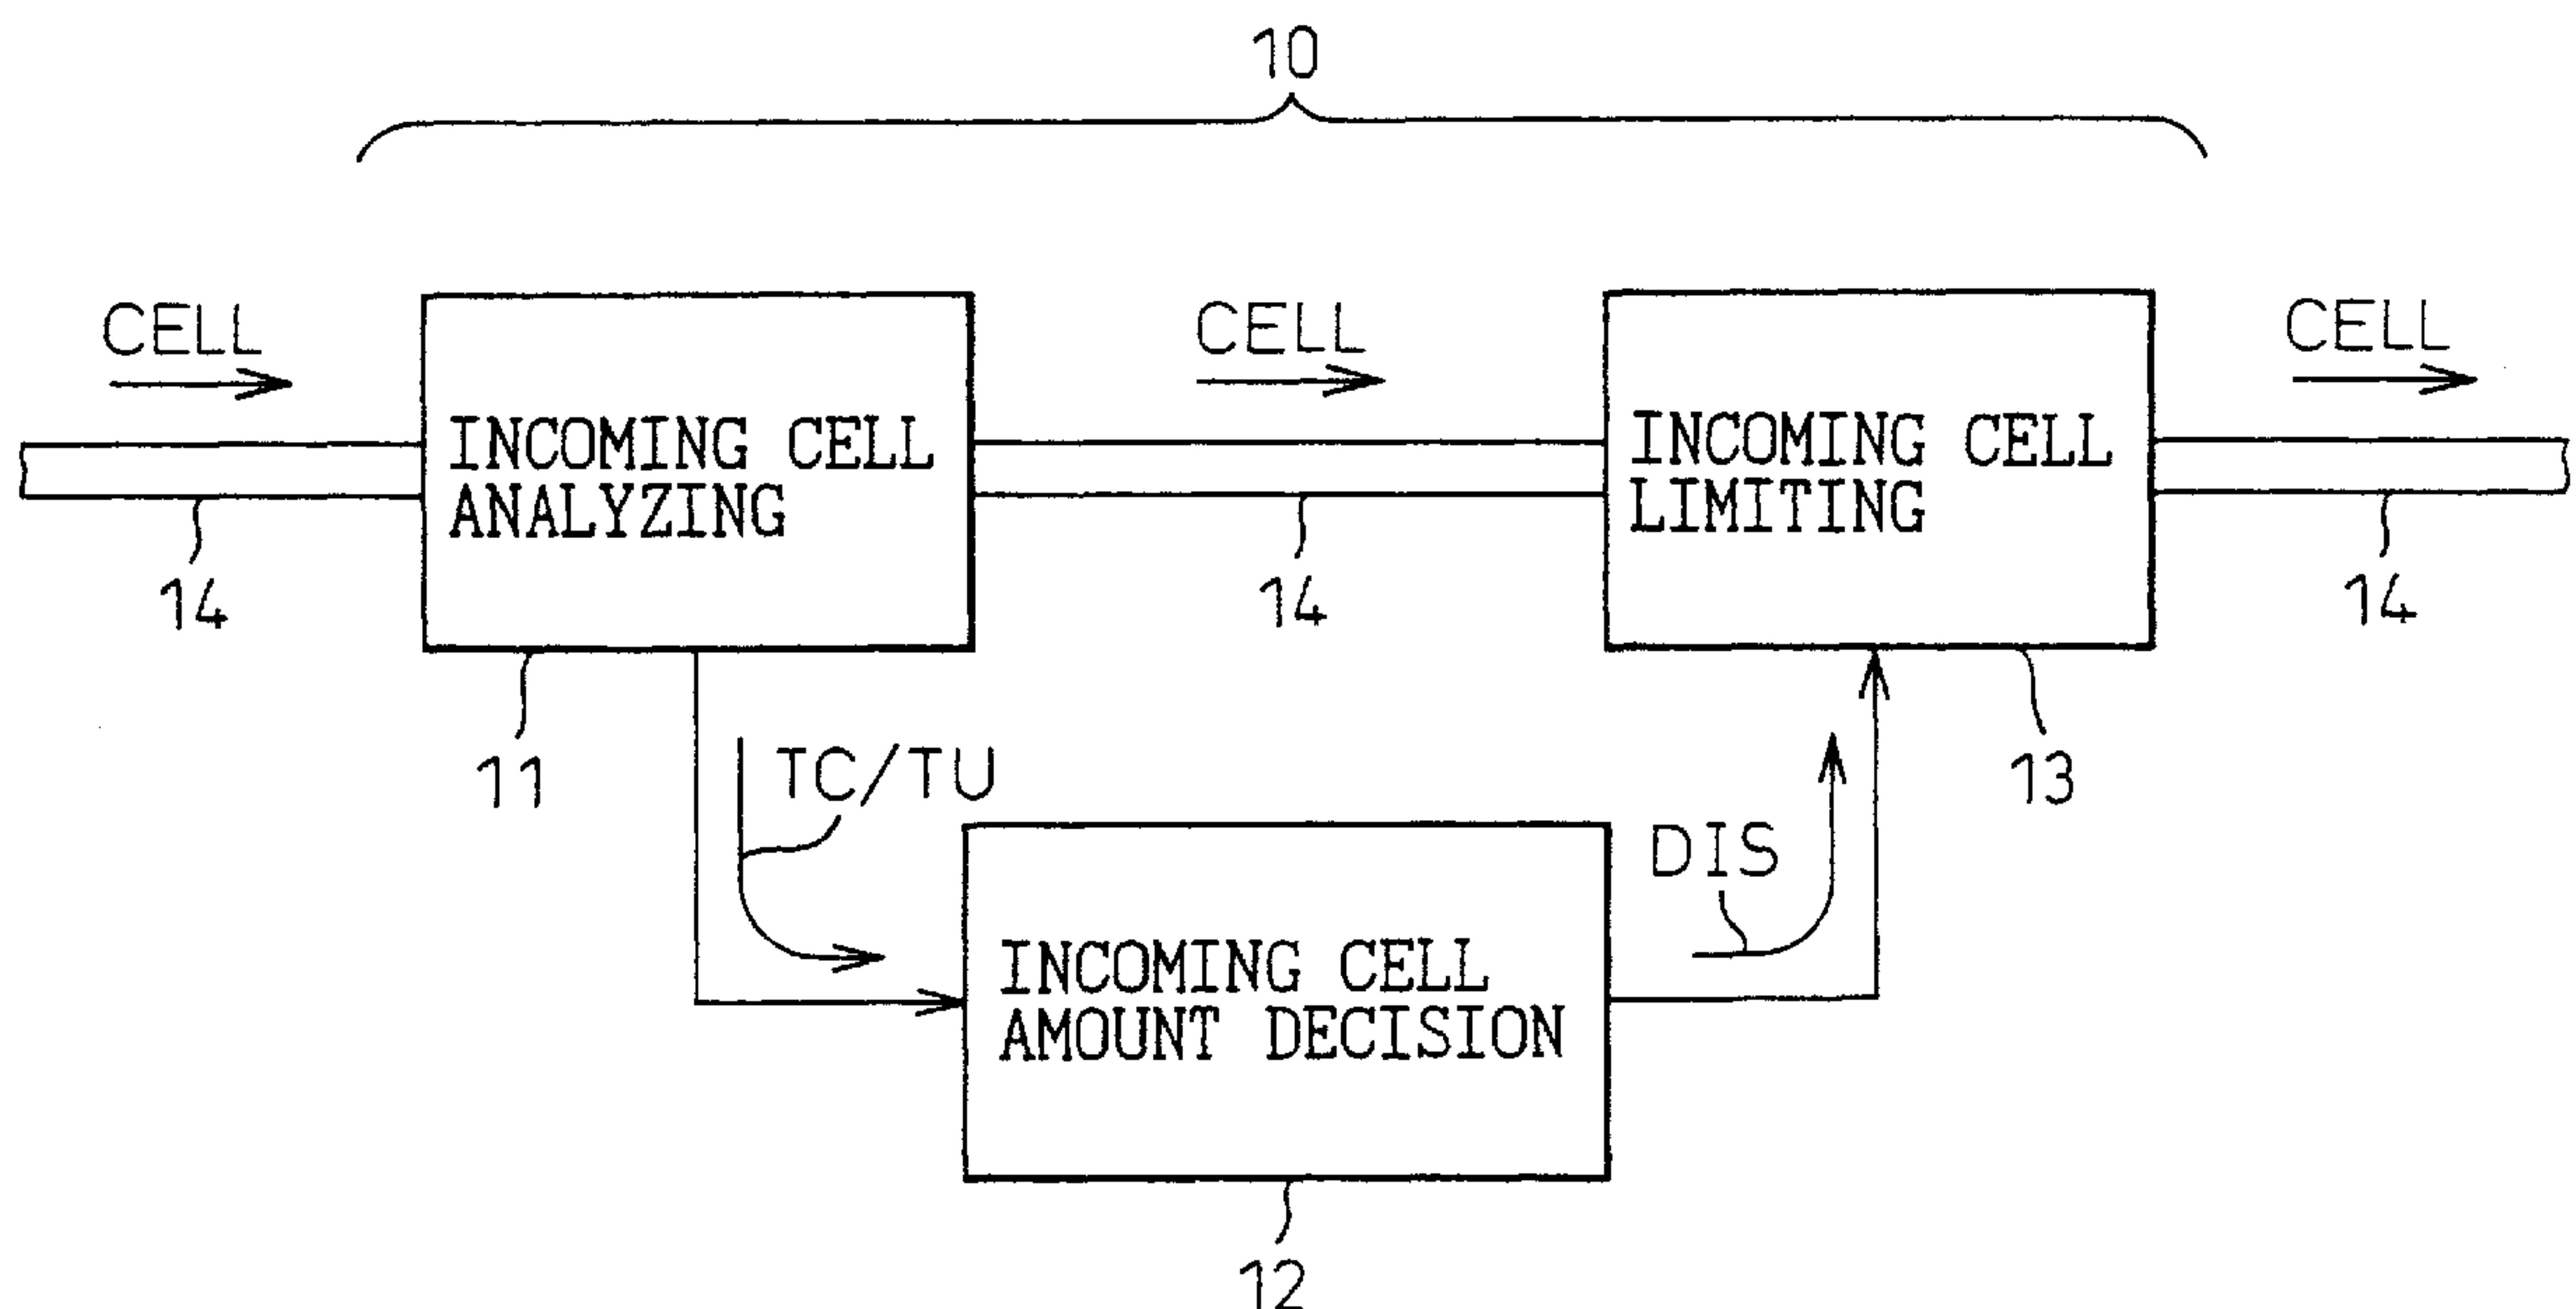 10
CELL
CELL
CELL
INCOMING CELL
ANALYZING
INCOMING CELL
LIMITING
14
14
14
11
TC/TU
13
DIS
INCOMING CELL
AMOUNT DECISION
12